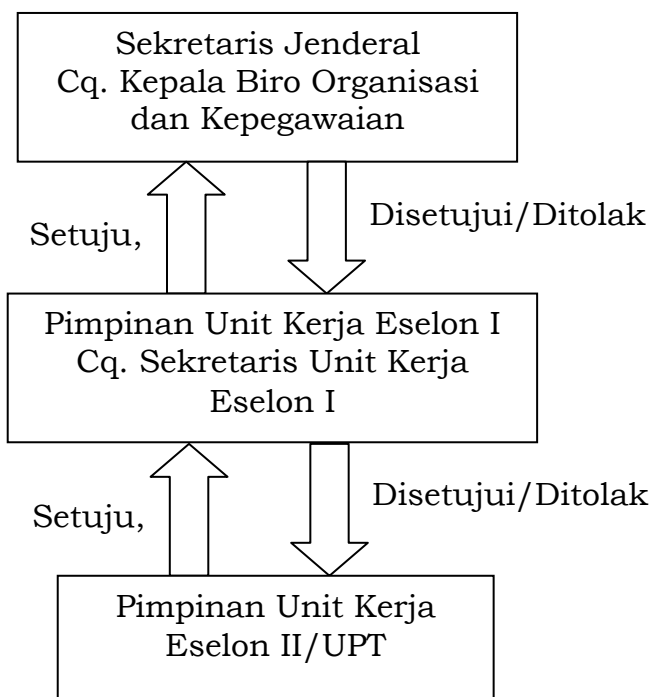 Sekretaris Jenderal
Cq. Kepala Biro Organisasi
dan Kepegawaian
Setuju,
Disetujui/Ditolak
Pimpinan Unit Kerja Eselon I
Cq. Sekretaris Unit Kerja
Eselon I
Setuju,
Disetujui/Ditolak
Pimpinan Unit Kerja
Eselon II/UPT